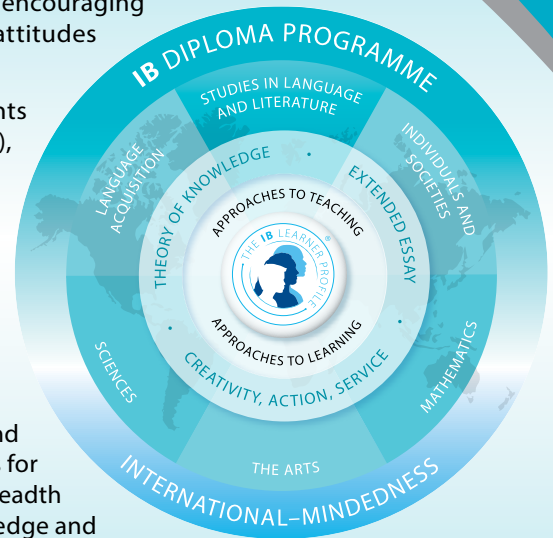 encouraging
attitudes
nts
),
nd
s for
eadth
edge and
IB DIPLOMA PROGRAMME
STUDIES IN LANGUAGE
AND LITERATURE
LANGUAGE
ACQUISITION
INDIVIDUALS AND
SOCIETIES
THEORY OF KNOWLEDGE
EXTENDED ESSAY
APPROACHES TO TEACHING
THE IB LEARNER PROFILE®
APPROACHES TO LEARNING
CREATIVITY, ACTION, SERVICE
SCIENCES
MATHEMATICS
THE ARTS
INTERNATIONAL–MINDEDNESS